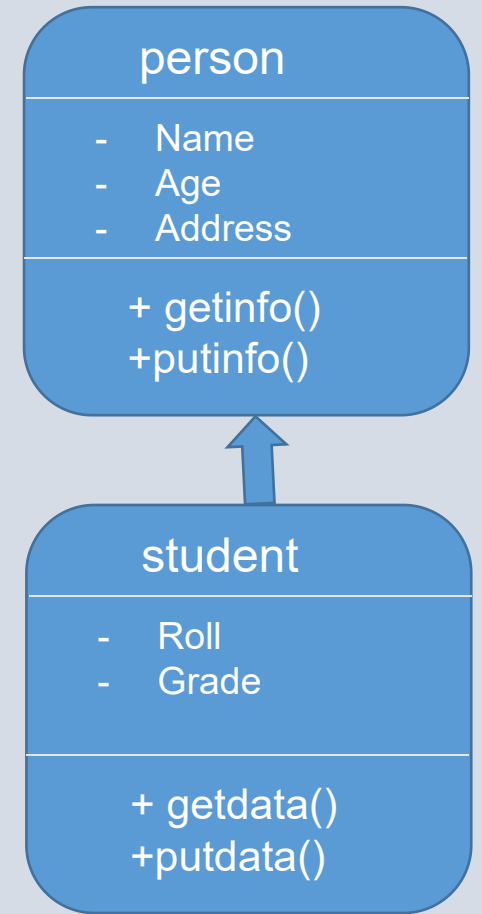 person
- Name
- Age
- Address
+ getinfo()
+putinfo()
student
- Roll
- Grade
+ getdata()
+putdata()